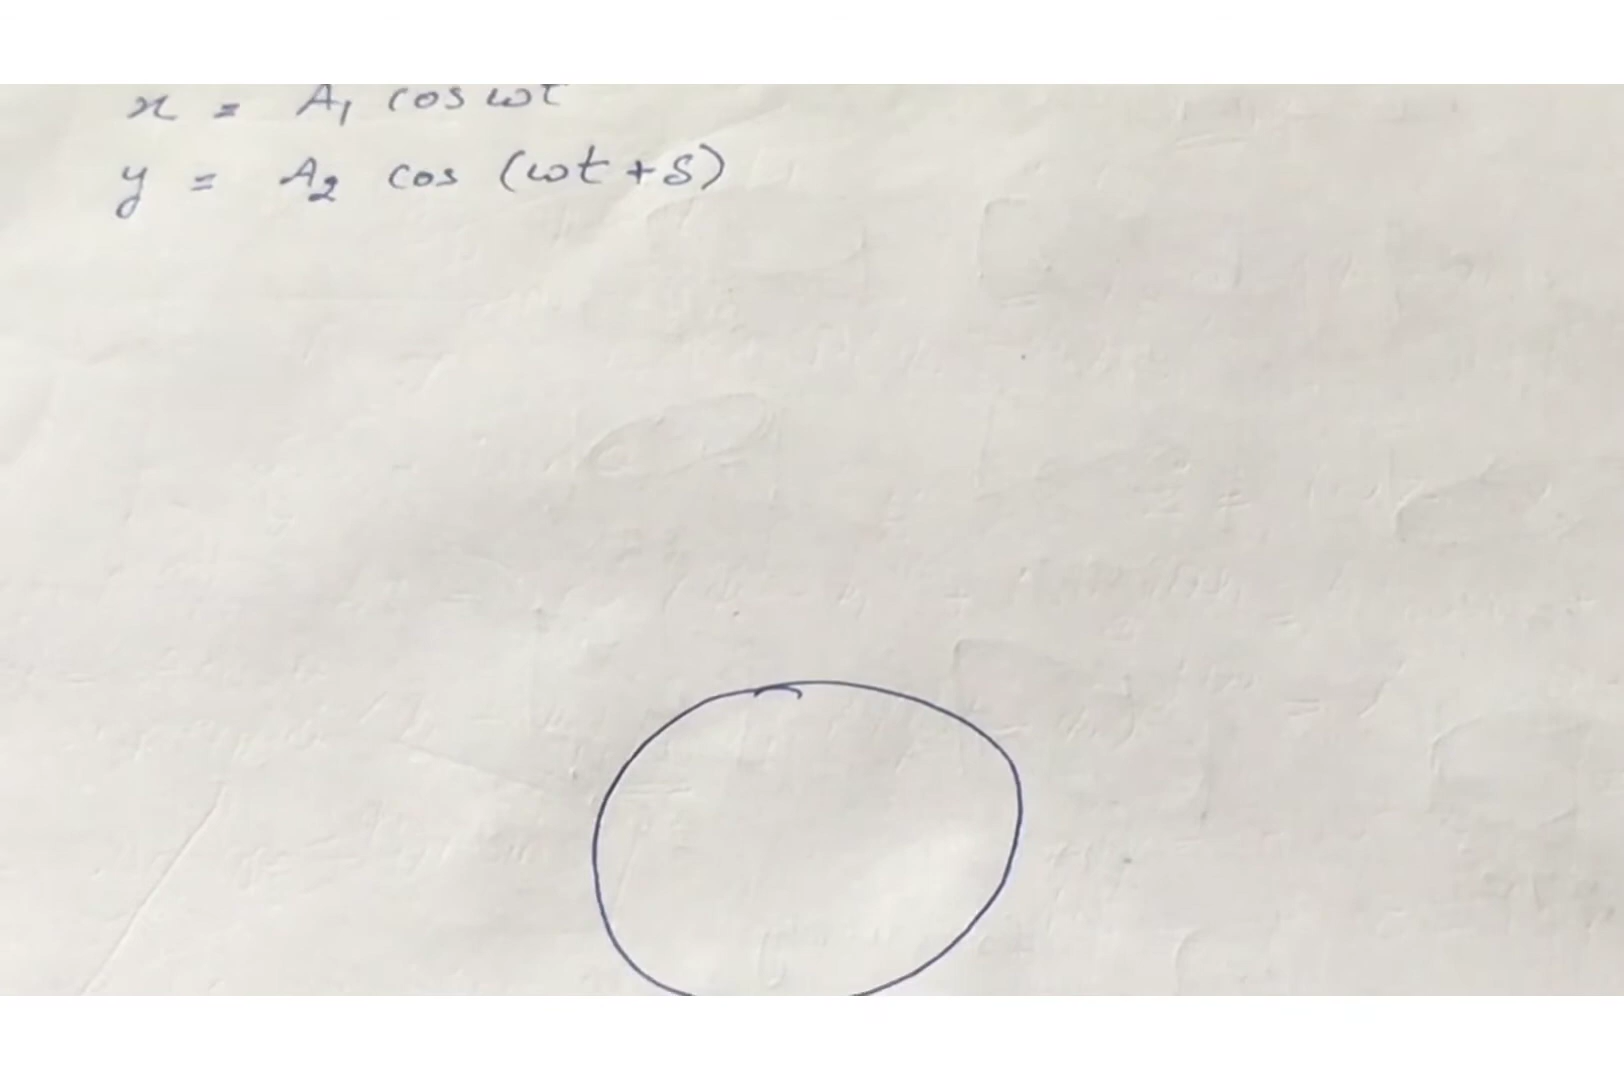 x = A₁ cos ωt
y = A₂ cos (ωt + δ)